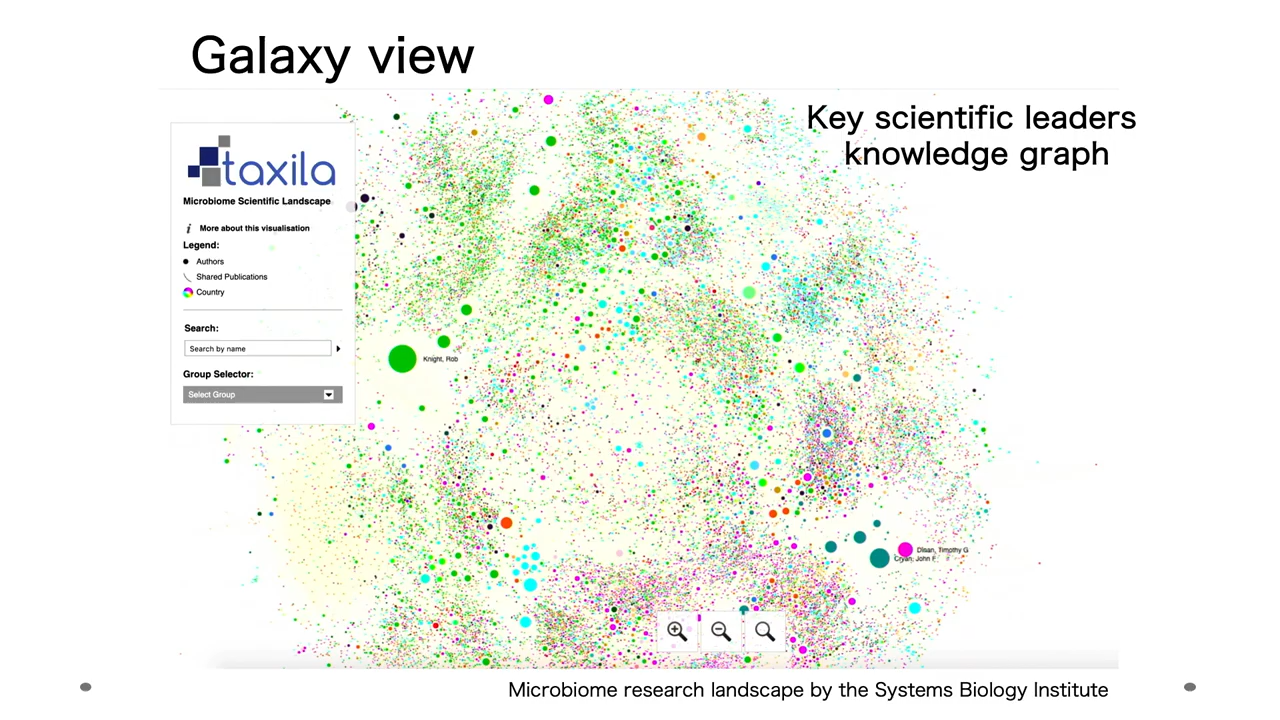 Galaxy view
Key scientific leaders
knowledge graph
taxila
Microbiome Scientific Landscape
i More about this visualisation
Legend:
Authors
Shared Publications
Country
Search:
Search by name
Group Selector:
Select Group
Knight, Rob
Dinan, Timothy G
Cryan, John F
Microbiome research landscape by the Systems Biology Institute